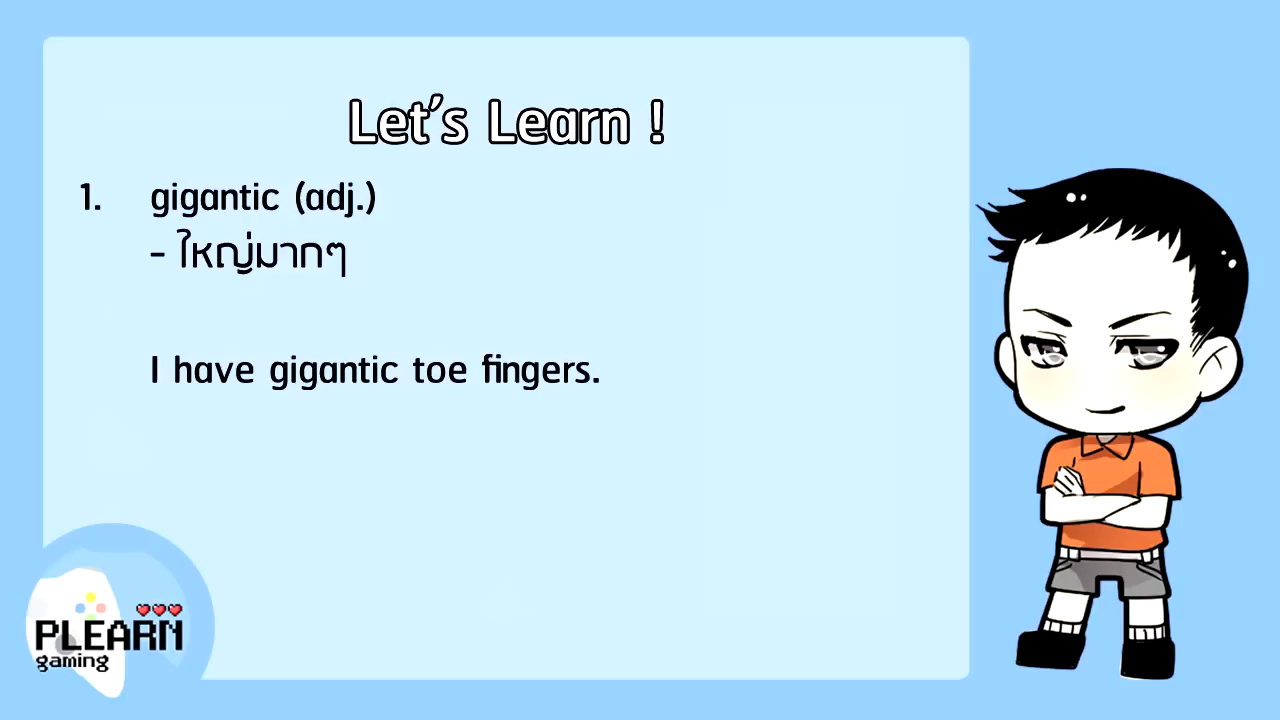 Let's Learn !
1. gigantic (adj.)
- ใหญ่มากๆ
I have gigantic toe fingers.
PLEARN
gaming